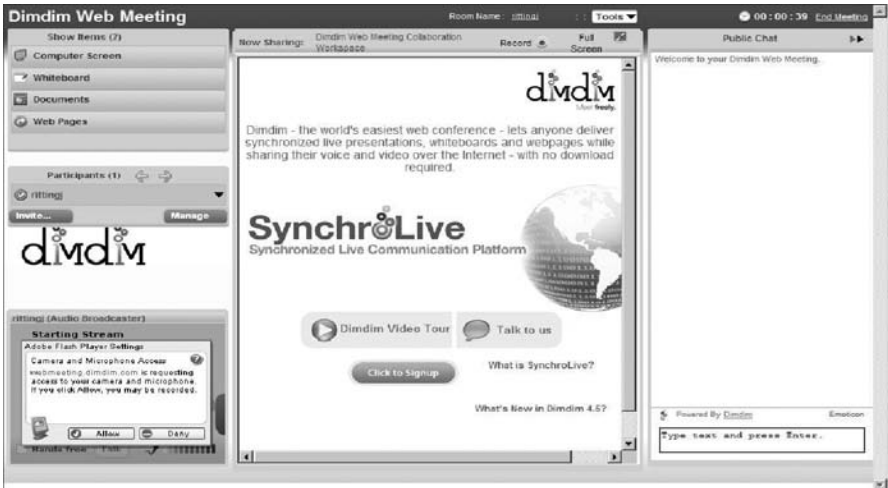 Dimdim Web Meeting
Room Name: rittingj : : Tools
00:00:39 End Meeting
Show Items (7)
Computer Screen
Whiteboard
Documents
Web Pages
Participants (1)
rittingj
Invite...
Manage
dimdim
rittingj (Audio Broadcaster)
Starting Stream
Adobe Flash Player Settings
Camera and Microphone Access
webmeeting.dimdim.com is requesting
access to your camera and microphone.
If you click Allow, you may be recorded.
Allow
Deny
Hands Free
Talk
Now Sharing:
Dimdim Web Meeting Collaboration
Workspace
Record
Full
Screen
dimdim
Meet freely.
Dimdim - the world's easiest web conference - lets anyone deliver
synchronized live presentations, whiteboards and webpages while
sharing their voice and video over the Internet - with no download
required.
SynchroLive
Synchronized Live Communication Platform
Dimdim Video Tour
Talk to us
Click to Signup
What is SynchroLive?
What's New in Dimdim 4.5?
Public Chat
Welcome to your Dimdim Web Meeting.
Powered By Dimdim
Emoticon
Type text and press Enter.